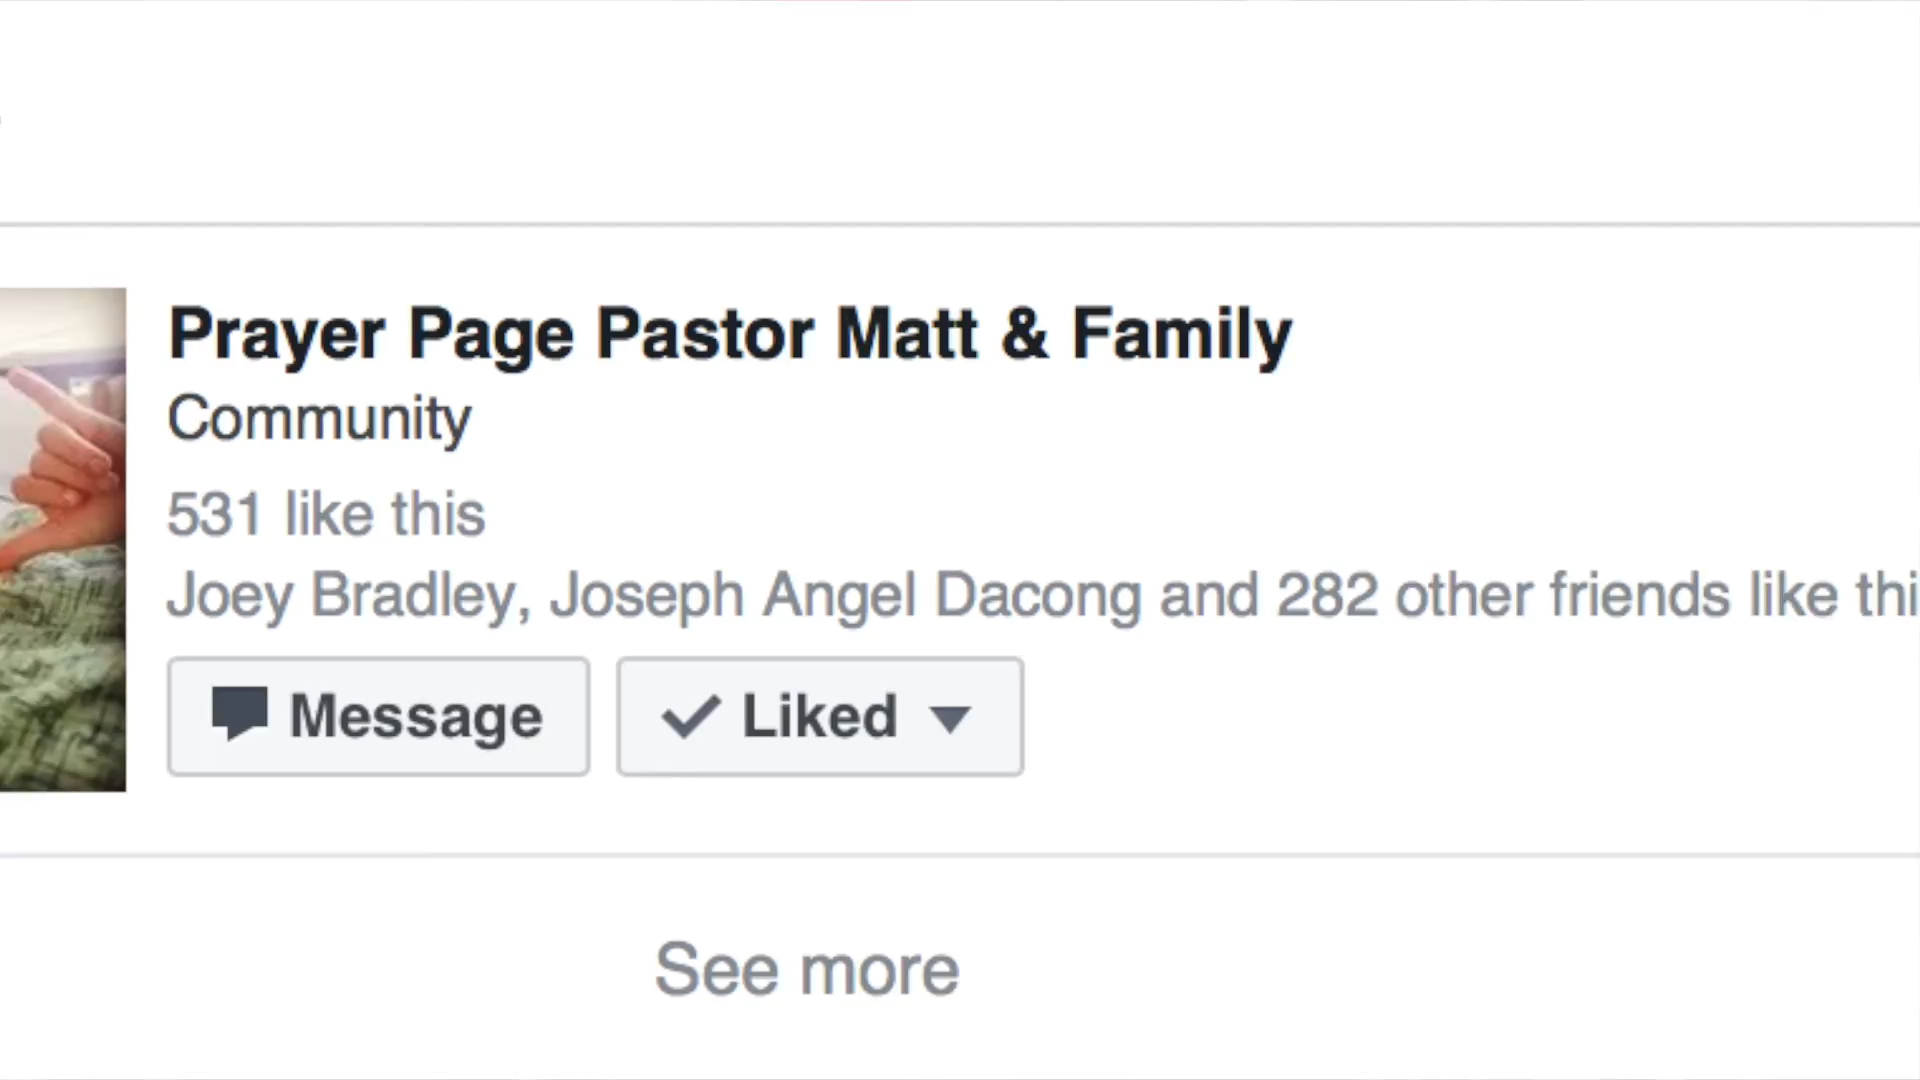 Prayer Page Pastor Matt & Family
Community
531 like this
Joey Bradley, Joseph Angel Dacong and 282 other friends like thi
Message
Liked
See more